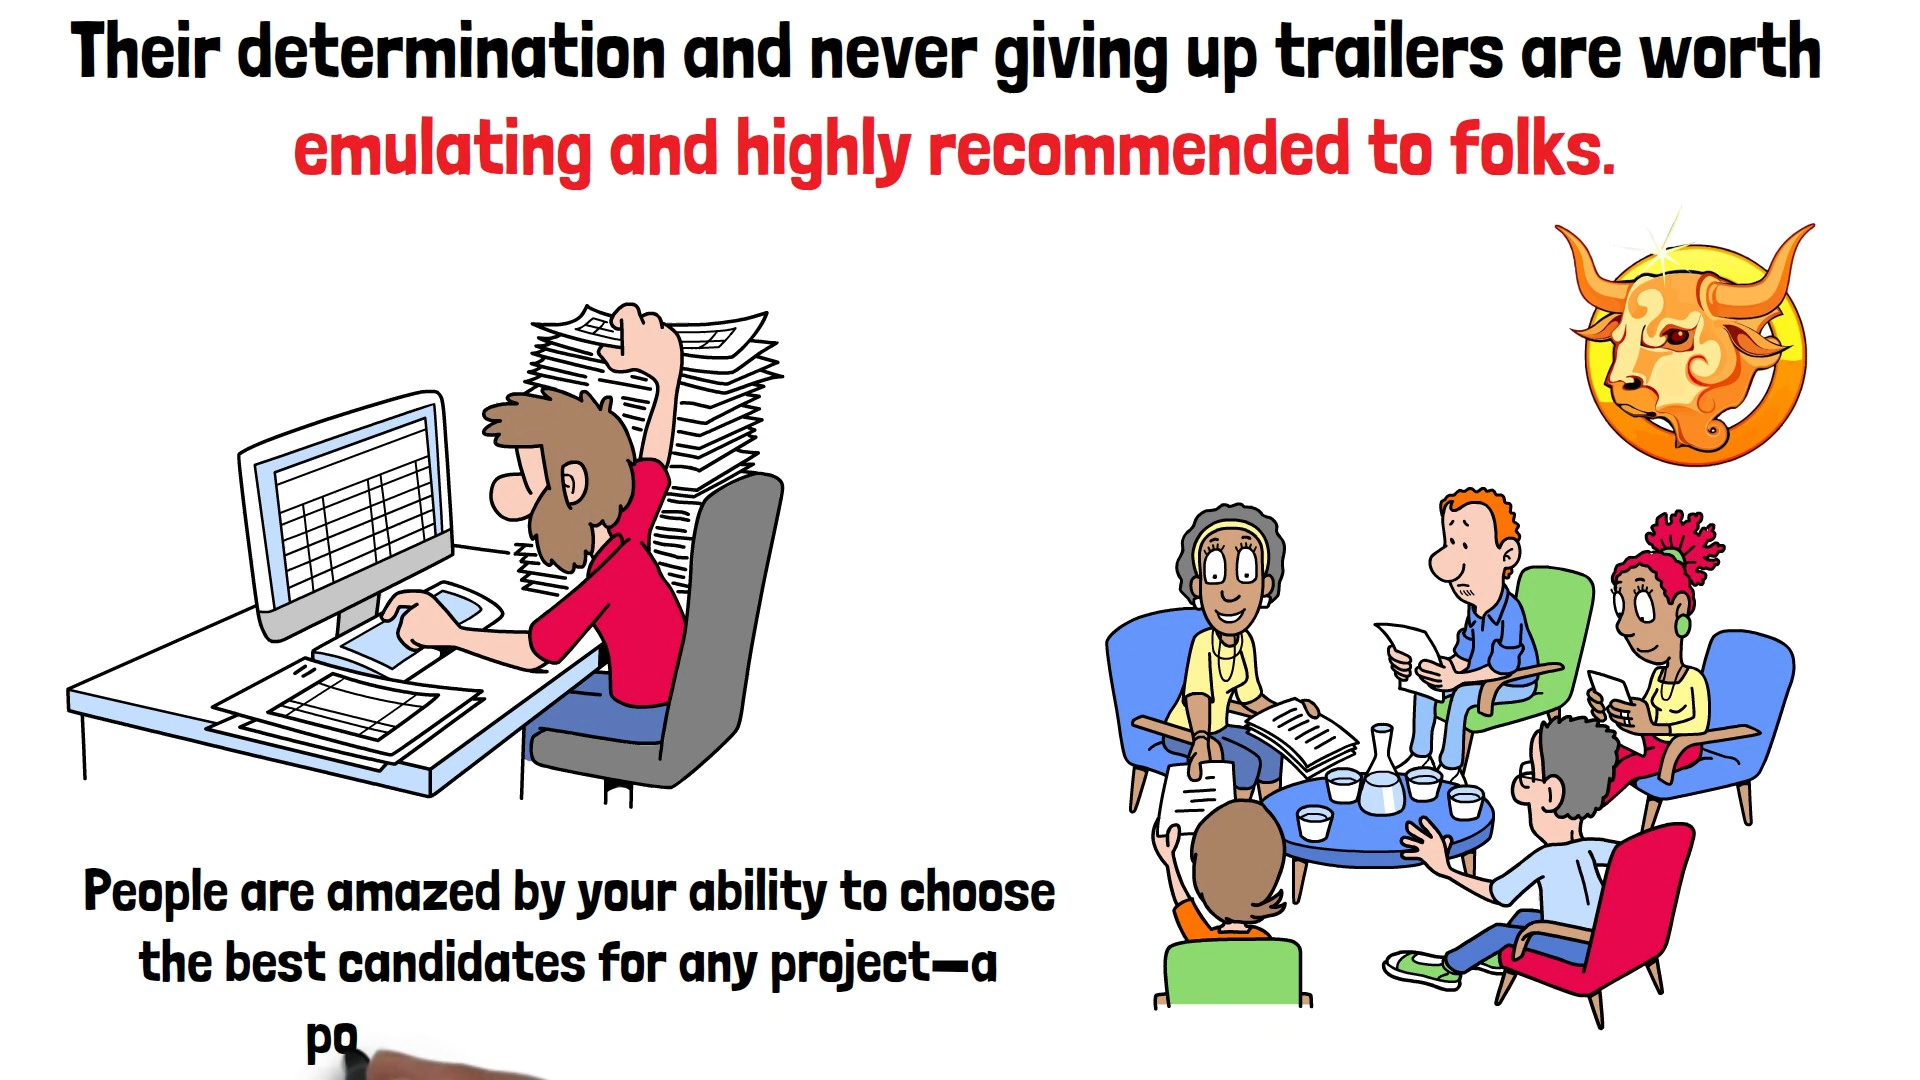 Their determination and never giving up trailers are worth
emulating and highly recommended to folks.
People are amazed by your ability to choose
the best candidates for any project—a
po